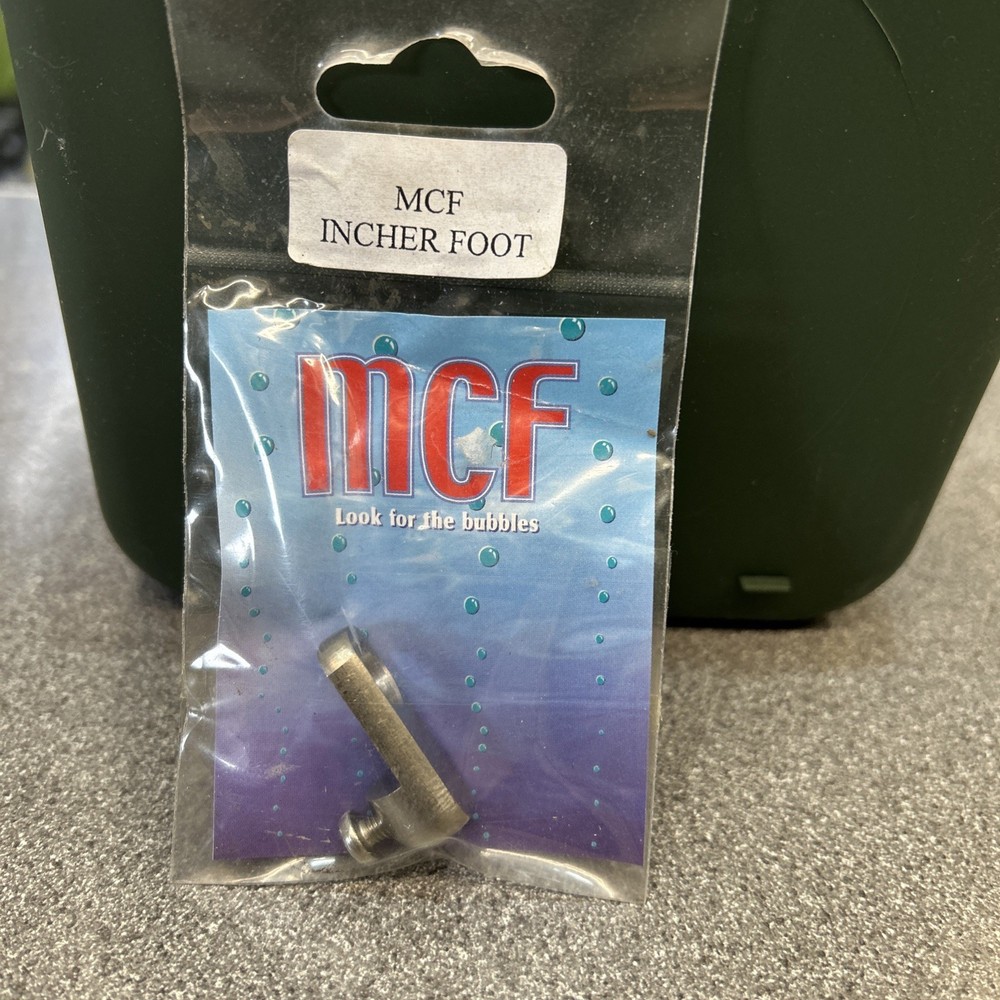 MCF
INCHER FOOT
mCF
Look for the bubbles